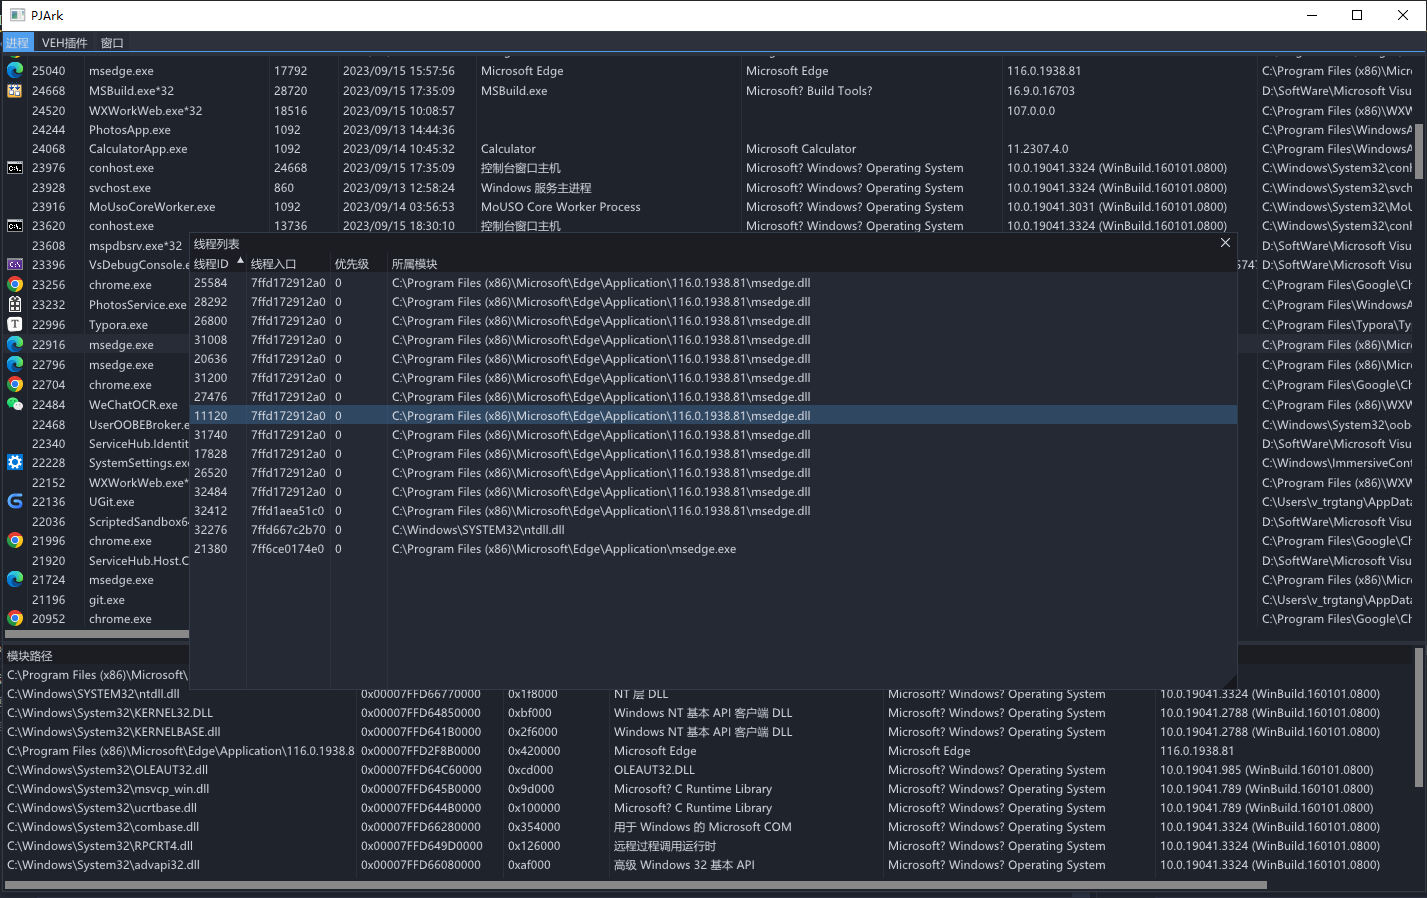 PJArk
进程 VEH插件 窗口
25040 msedge.exe 17792 2023/09/15 15:57:56 Microsoft Edge Microsoft Edge 116.0.1938.81 C:\Program Files (x86)\Micr
24668 MSBuild.exe*32 28720 2023/09/15 17:35:09 MSBuild.exe Microsoft? Build Tools? 16.9.0.16703 D:\SoftWare\Microsoft Visu
24520 WXWorkWeb.exe*32 18516 2023/09/15 10:08:57 107.0.0.0 C:\Program Files (x86)\WXW
24244 PhotosApp.exe 1092 2023/09/13 14:44:36 C:\Program Files\WindowsA
24068 CalculatorApp.exe 1092 2023/09/14 10:45:32 Calculator Microsoft Calculator 11.2307.4.0 C:\Program Files\WindowsA
23976 conhost.exe 24668 2023/09/15 17:35:09 控制台窗口主机 Microsoft? Windows? Operating System 10.0.19041.3324 (WinBuild.160101.0800) C:\Windows\System32\conl
23928 svchost.exe 860 2023/09/13 12:58:24 Windows 服务主进程 Microsoft? Windows? Operating System 10.0.19041.3324 (WinBuild.160101.0800) C:\Windows\System32\svch
23916 MoUsoCoreWorker.exe 1092 2023/09/14 03:56:53 MoUSO Core Worker Process Microsoft? Windows? Operating System 10.0.19041.3031 (WinBuild.160101.0800) C:\Windows\System32\MoU
23620 conhost.exe 13736 2023/09/15 18:30:10 控制台窗口主机 Microsoft? Windows? Operating System 10.0.19041.3324 (WinBuild.160101.0800) C:\Windows\System32\conl
23608 mspdbsrv.exe*32 D:\SoftWare\Microsoft Visu
23396 VsDebugConsole.e 574 D:\SoftWare\Microsoft Visu
23256 chrome.exe C:\Program Files\Google\Ch
23232 PhotosService.exe C:\Program Files\WindowsA
22996 Typora.exe C:\Program Files\Typora\Ty
22916 msedge.exe C:\Program Files (x86)\Micr
22796 msedge.exe C:\Program Files (x86)\Micr
22704 chrome.exe C:\Program Files\Google\Ch
22484 WeChatOCR.exe C:\Program Files (x86)\WXW
22468 UserOOBEBroker.e C:\Windows\System32\oob
22340 ServiceHub.Identit D:\SoftWare\Microsoft Visu
22228 SystemSettings.exe C:\Windows\ImmersiveCont
22152 WXWorkWeb.exe* C:\Program Files (x86)\WXW
22136 UGit.exe C:\Users\v_trgtang\AppData
22036 ScriptedSandbox64 D:\SoftWare\Microsoft Visu
21996 chrome.exe C:\Program Files\Google\Ch
21920 ServiceHub.Host.C D:\SoftWare\Microsoft Visu
21724 msedge.exe C:\Program Files (x86)\Micr
21196 git.exe C:\Users\v_trgtang\AppData
20952 chrome.exe C:\Program Files\Google\Ch
线程列表
线程ID 线程入口 优先级 所属模块
25584 7ffd172912a0 0 C:\Program Files (x86)\Microsoft\Edge\Application\116.0.1938.81\msedge.dll
28292 7ffd172912a0 0 C:\Program Files (x86)\Microsoft\Edge\Application\116.0.1938.81\msedge.dll
26800 7ffd172912a0 0 C:\Program Files (x86)\Microsoft\Edge\Application\116.0.1938.81\msedge.dll
31008 7ffd172912a0 0 C:\Program Files (x86)\Microsoft\Edge\Application\116.0.1938.81\msedge.dll
20636 7ffd172912a0 0 C:\Program Files (x86)\Microsoft\Edge\Application\116.0.1938.81\msedge.dll
31200 7ffd172912a0 0 C:\Program Files (x86)\Microsoft\Edge\Application\116.0.1938.81\msedge.dll
27476 7ffd172912a0 0 C:\Program Files (x86)\Microsoft\Edge\Application\116.0.1938.81\msedge.dll
11120 7ffd172912a0 0 C:\Program Files (x86)\Microsoft\Edge\Application\116.0.1938.81\msedge.dll
31740 7ffd172912a0 0 C:\Program Files (x86)\Microsoft\Edge\Application\116.0.1938.81\msedge.dll
17828 7ffd172912a0 0 C:\Program Files (x86)\Microsoft\Edge\Application\116.0.1938.81\msedge.dll
26520 7ffd172912a0 0 C:\Program Files (x86)\Microsoft\Edge\Application\116.0.1938.81\msedge.dll
32484 7ffd172912a0 0 C:\Program Files (x86)\Microsoft\Edge\Application\116.0.1938.81\msedge.dll
32412 7ffd1aea51c0 0 C:\Program Files (x86)\Microsoft\Edge\Application\116.0.1938.81\msedge.dll
32276 7ffd667c2b70 0 C:\Windows\SYSTEM32\ntdll.dll
21380 7ff6ce0174e0 0 C:\Program Files (x86)\Microsoft\Edge\Application\msedge.exe
模块路径
C:\Program Files (x86)\Microsoft\
C:\Windows\SYSTEM32\ntdll.dll 0x00007FFD66770000 0x1f8000 NT 层 DLL Microsoft? Windows? Operating System 10.0.19041.3324 (WinBuild.160101.0800)
C:\Windows\System32\KERNEL32.DLL 0x00007FFD64850000 0xbf000 Windows NT 基本 API 客户端 DLL Microsoft? Windows? Operating System 10.0.19041.2788 (WinBuild.160101.0800)
C:\Windows\System32\KERNELBASE.dll 0x00007FFD641B0000 0x2f6000 Windows NT 基本 API 客户端 DLL Microsoft? Windows? Operating System 10.0.19041.2788 (WinBuild.160101.0800)
C:\Program Files (x86)\Microsoft\Edge\Application\116.0.1938.8 0x00007FFD2F8B0000 0x420000 Microsoft Edge Microsoft Edge 116.0.1938.81
C:\Windows\System32\OLEAUT32.dll 0x00007FFD64C60000 0xcd000 OLEAUT32.DLL Microsoft? Windows? Operating System 10.0.19041.985 (WinBuild.160101.0800)
C:\Windows\System32\msvcp_win.dll 0x00007FFD645B0000 0x9d000 Microsoft? C Runtime Library Microsoft? Windows? Operating System 10.0.19041.789 (WinBuild.160101.0800)
C:\Windows\System32\ucrtbase.dll 0x00007FFD644B0000 0x100000 Microsoft? C Runtime Library Microsoft? Windows? Operating System 10.0.19041.789 (WinBuild.160101.0800)
C:\Windows\System32\combase.dll 0x00007FFD66280000 0x354000 用于 Windows 的 Microsoft COM Microsoft? Windows? Operating System 10.0.19041.3324 (WinBuild.160101.0800)
C:\Windows\System32\RPCRT4.dll 0x00007FFD649D0000 0x126000 远程过程调用运行时 Microsoft? Windows? Operating System 10.0.19041.3324 (WinBuild.160101.0800)
C:\Windows\System32\advapi32.dll 0x00007FFD66080000 0xaf000 高级 Windows 32 基本 API Microsoft? Windows? Operating System 10.0.19041.3324 (WinBuild.160101.0800)